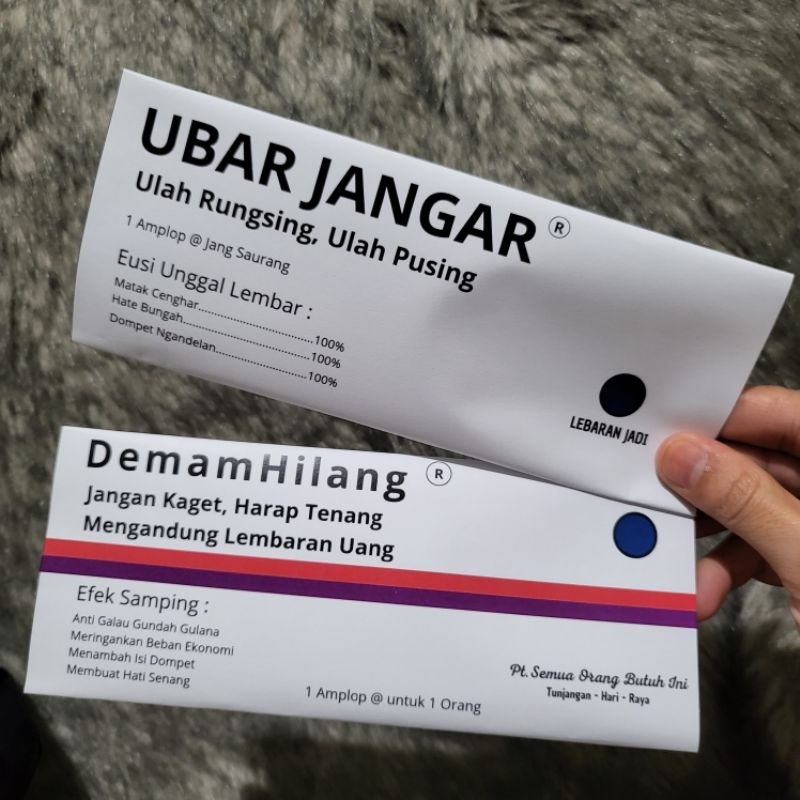 UBAR JANGAR ®
Ulah Rungsing, Ulah Pusing
1 Amplop @ Jang Saurang
Eusi Unggal Lembar :
Matak Cenghar..............................100%
Hate Bungah.................................100%
Dompet Ngandelan........................100%
LEBARAN JADI
DemamHilang ®
Jangan Kaget, Harap Tenang
Mengandung Lembaran Uang
Efek Samping :
Anti Galau Gundah Gulana
Meringankan Beban Ekonomi
Menambah Isi Dompet
Membuat Hati Senang
1 Amplop @ untuk 1 Orang
Pt. Semua Orang Butuh Ini
Tunjangan - Hari - Raya